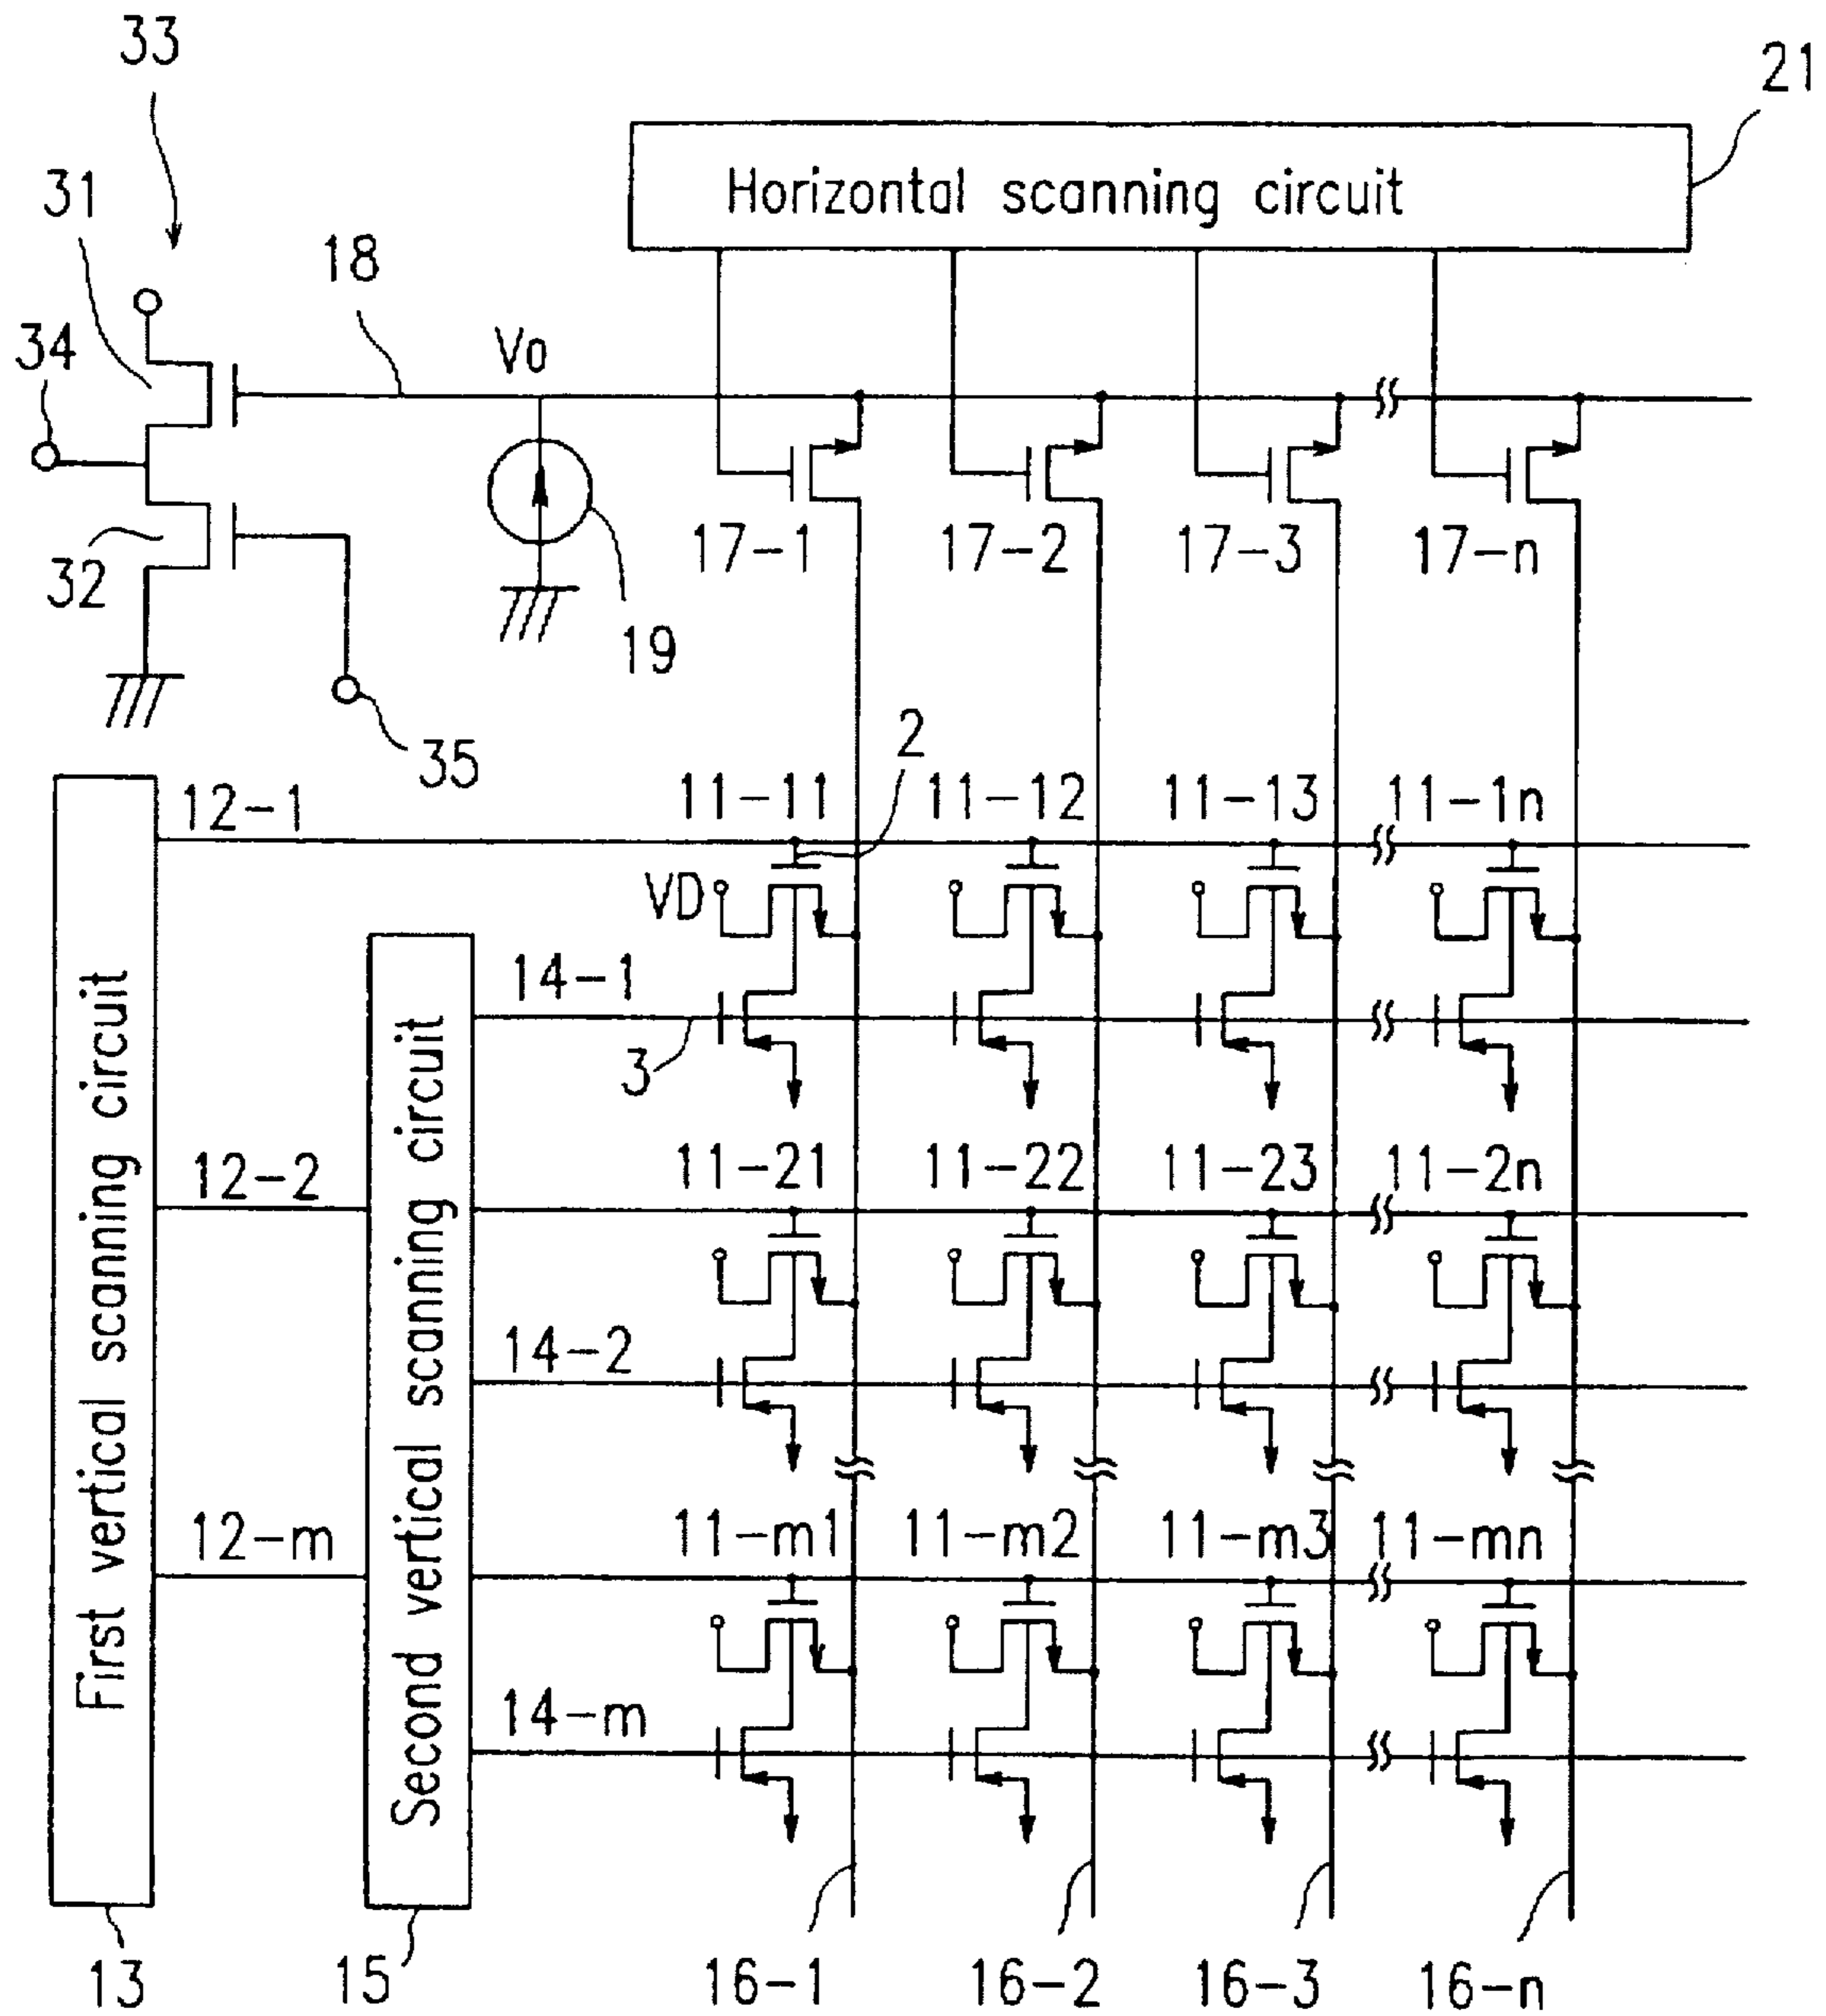 33
21
Horizontal scanning circuit
31
18
34
Vo
17-1 17-2 17-3 17-n
32
19
35
2
12-1 11-11 11-12 11-13 11-1n
VD
14-1
3
First vertical scanning circuit
Second vertical scanning circuit
12-2 11-21 11-22 11-23 11-2n
14-2
12-m 11-m1 11-m2 11-m3 11-mn
14-m
13 15 16-1 16-2 16-3 16-n